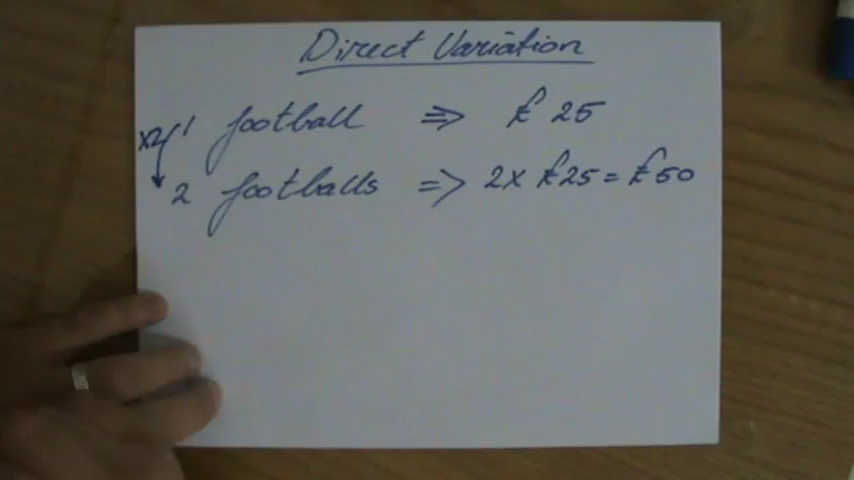 Direct Variation
x2 1 football => £ 25
2 footballs => 2x £25 = £50